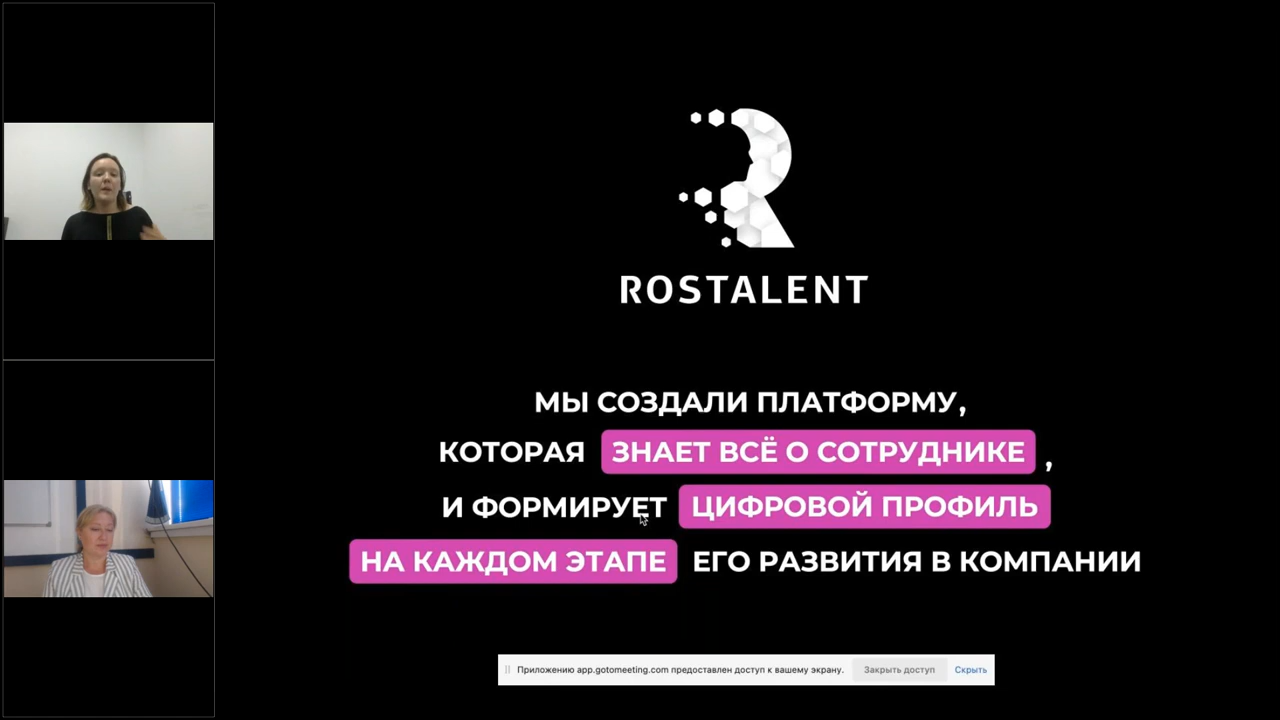 ROSTALENT
МЫ СОЗДАЛИ ПЛАТФОРМУ,
КОТОРАЯ ЗНАЕТ ВСЁ О СОТРУДНИКЕ ,
И ФОРМИРУЕТ ЦИФРОВОЙ ПРОФИЛЬ
НА КАЖДОМ ЭТАПЕ ЕГО РАЗВИТИЯ В КОМПАНИИ
Приложению app.gotomeeting.com предоставлен доступ к вашему экрану. Закрыть доступ Скрыть